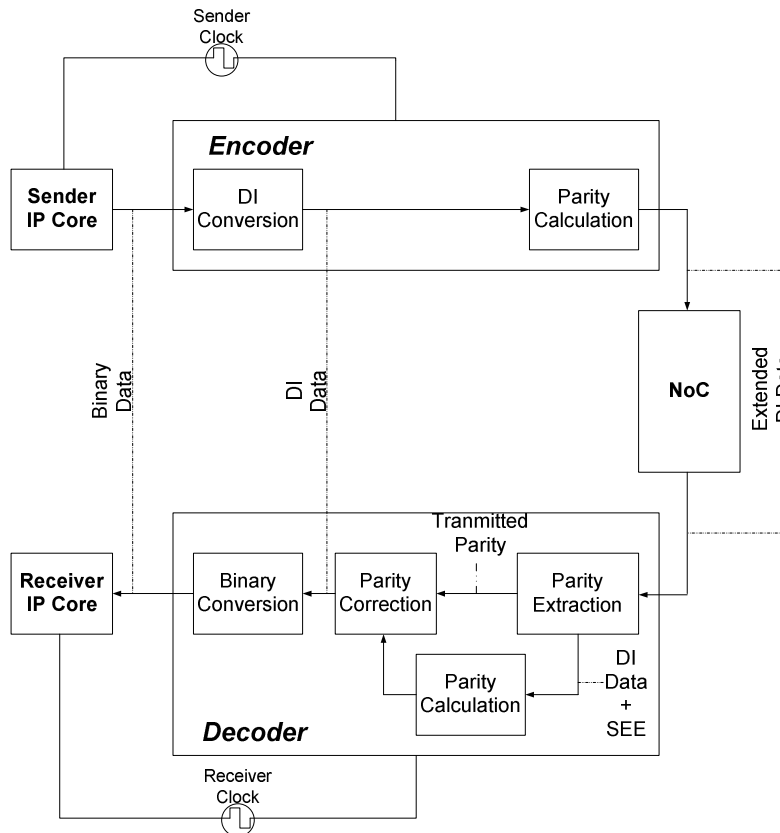 Sender
Clock
Encoder
Sender
IP Core
DI
Conversion
Parity
Calculation
Binary
Data
DI
Data
NoC
Extended
Tranmitted
Parity
Receiver
IP Core
Binary
Conversion
Parity
Correction
Parity
Extraction
Parity
Calculation
DI
Data
+
SEE
Decoder
Receiver
Clock